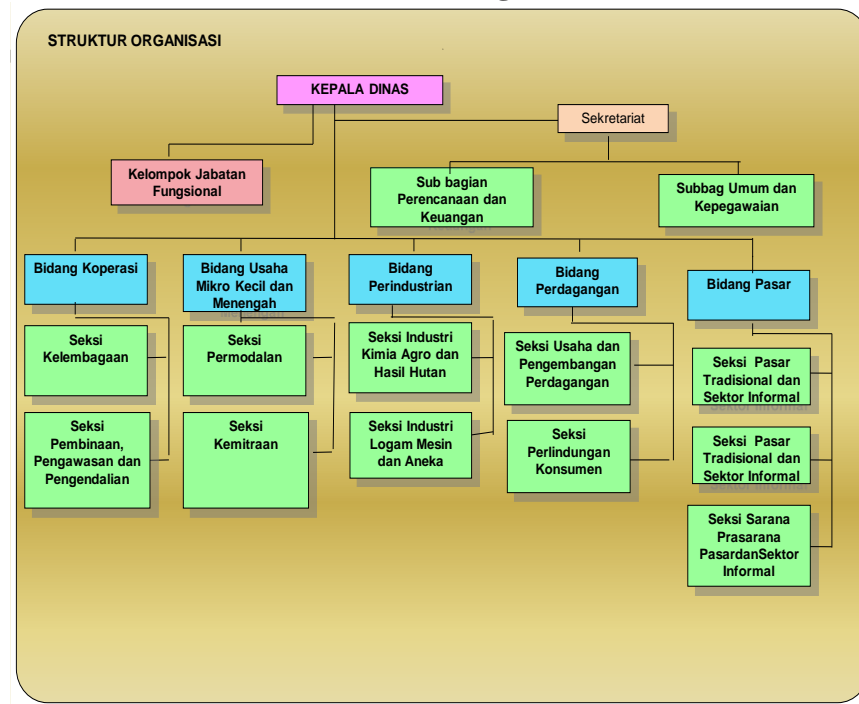 STRUKTUR ORGANISASI
KEPALA DINAS
Sekretariat
Kelompok Jabatan
Fungsional
Sub bagian
Perencanaan dan
Keuangan
Subbag Umum dan
Kepegawaian
Bidang Koperasi
Bidang Usaha
Mikro Kecil dan
Menengah
Bidang
Perindustrian
Bidang
Perdagangan
Bidang Pasar
Seksi
Kelembagaan
Seksi
Permodalan
Seksi Industri
Kimia Agro dan
Hasil Hutan
Seksi Usaha dan
Pengembangan
Perdagangan
Seksi Pasar
Tradisional dan
Sektor Informal
Seksi
Pembinaan,
Pengawasan dan
Pengendalian
Seksi
Kemitraan
Seksi Industri
Logam Mesin
dan Aneka
Seksi
Perlindungan
Konsumen
Seksi Pasar
Tradisional dan
Sektor Informal
Seksi Sarana
Prasarana
PasardanSektor
Informal